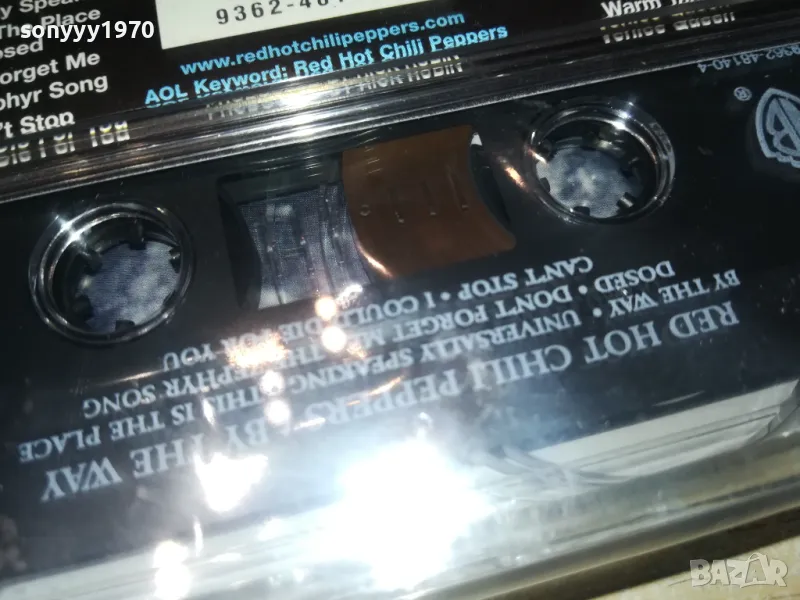 sonyyy1970
9362-481
www.redhotchilipeppers.com
AOL Keyword: Red Hot Chili Peppers
The Place
orget Me
phyr Song
't Stop
Warm
9362-48140-4
®
RED HOT CHILI PEPPERS / BY THE WAY
BY THE WAY • UNIVERSALLY SPEAKING • THIS IS THE PLACE
DOSED • DON'T FORGET ME • THE ZEPHYR SONG
CAN'T STOP • I COULD DIE FOR YOU
BAZAR